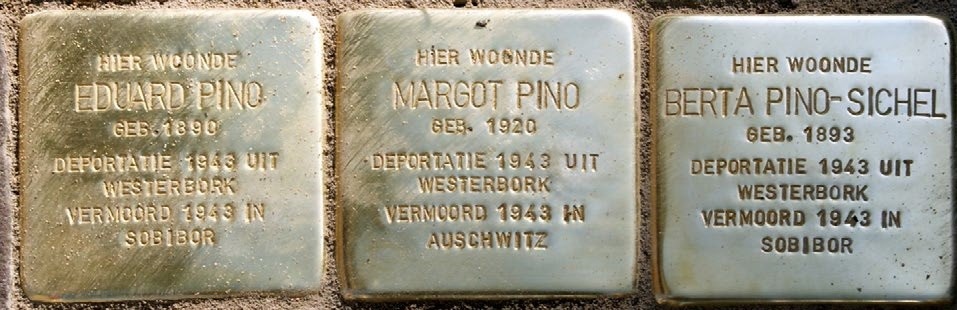 HIER WOONDE
EDUARD PINO
GEB. 1890
DEPORTATIE 1943 UIT
WESTERBORK
VERMOORD 1943 IN
SOBIBOR
HIER WOONDE
MARGOT PINO
GEB. 1920
DEPORTATIE 1943 UIT
WESTERBORK
VERMOORD 1943 IN
AUSCHWITZ
HIER WOONDE
BERTA PINO-SICHEL
GEB. 1893
DEPORTATIE 1943 UIT
WESTERBORK
VERMOORD 1943 IN
SOBIBOR